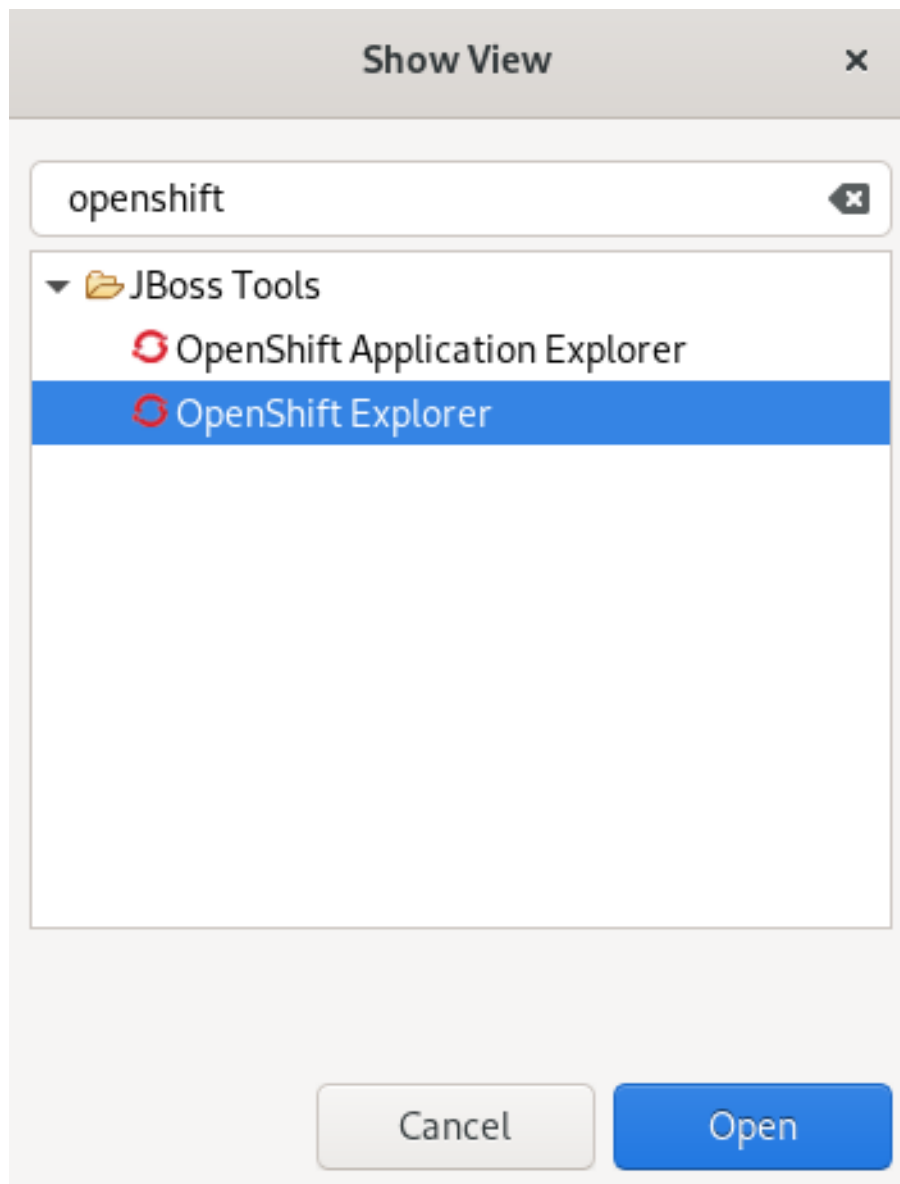 Show View
openshift
JBoss Tools
OpenShift Application Explorer
OpenShift Explorer
Cancel
Open